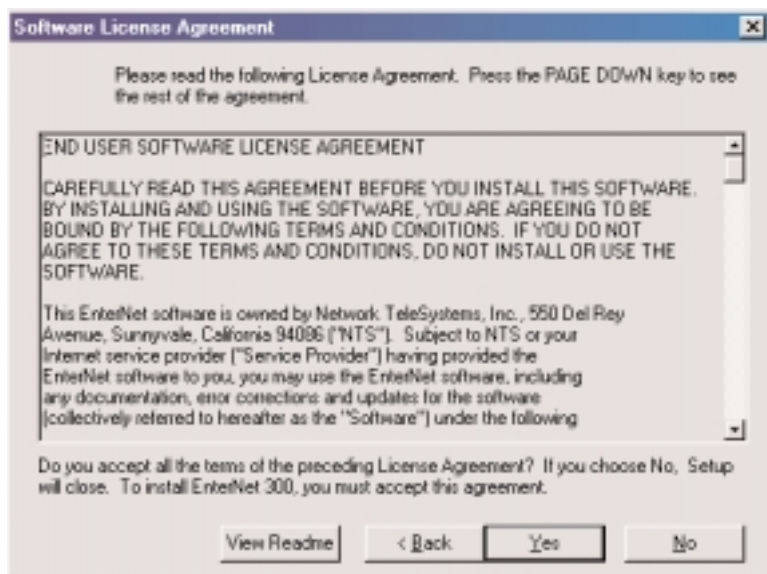 Software License Agreement
Please read the following License Agreement. Press the PAGE DOWN key to see
the rest of the agreement.
END USER SOFTWARE LICENSE AGREEMENT
CAREFULLY READ THIS AGREEMENT BEFORE YOU INSTALL THIS SOFTWARE.
BY INSTALLING AND USING THE SOFTWARE, YOU ARE AGREEING TO BE
BOUND BY THE FOLLOWING TERMS AND CONDITIONS. IF YOU DO NOT
AGREE TO THESE TERMS AND CONDITIONS, DO NOT INSTALL OR USE THE
SOFTWARE.
This EnterNet software is owned by Network TeleSystems, Inc., 550 Del Rey
Avenue, Sunnyvale, California 94086 ("NTS"). Subject to NTS or your
Internet service provider ("Service Provider") having provided the
EnterNet software to you, you may use the EnterNet software, including
any documentation, error corrections and updates for the software
(collectively referred to hereafter as the "Software") under the following
Do you accept all the terms of the preceding License Agreement? If you choose No, Setup
will close. To install EnterNet 300, you must accept this agreement.
View Readme < Back Yes No